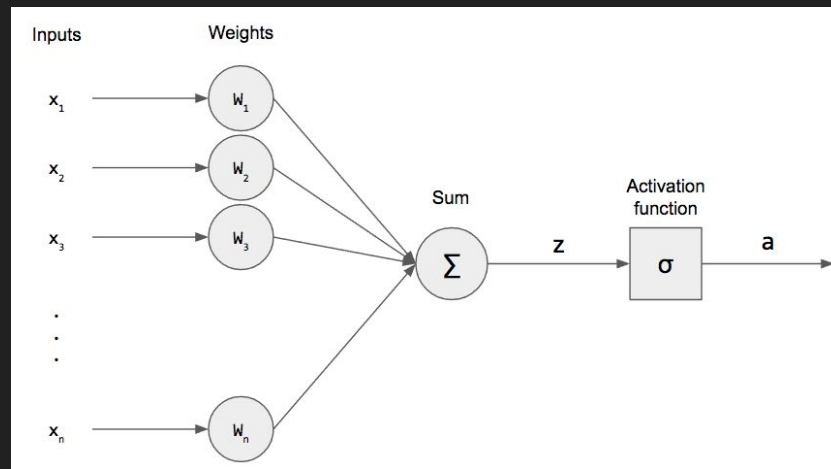 Inputs
Weights
x₁
W₁
x₂
W₂
Sum
Activation
function
x₃
W₃
Σ
z
σ
a
.
.
.
xₙ
Wₙ